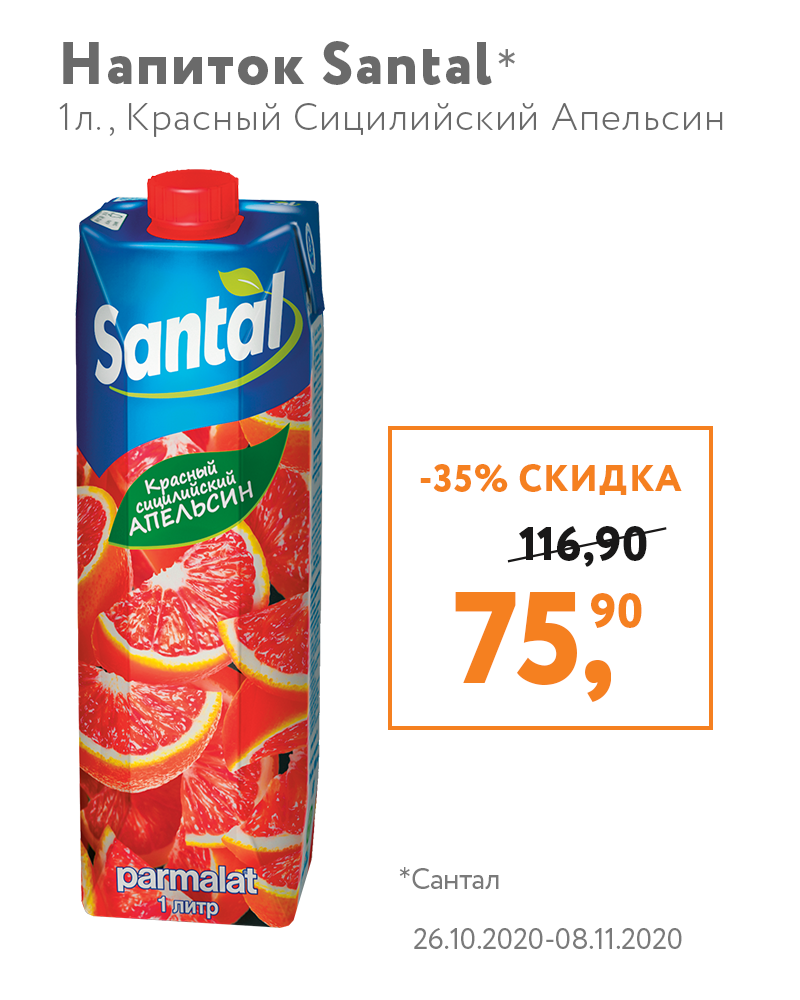 Напиток Santal*
1л., Красный Сицилийский Апельсин
Santàl
Красный
сицилийский
АПЕЛЬСИН
parmalat
1 литр
-35% СКИДКА
116,90
75,90
*Сантал
26.10.2020-08.11.2020